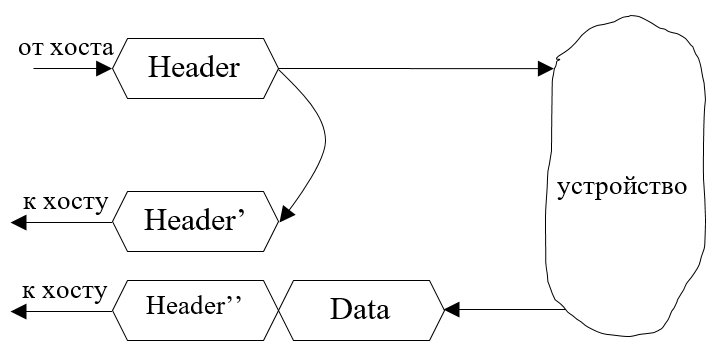 от хоста
Header
к хосту
Header’
устройство
к хосту
Header’’
Data